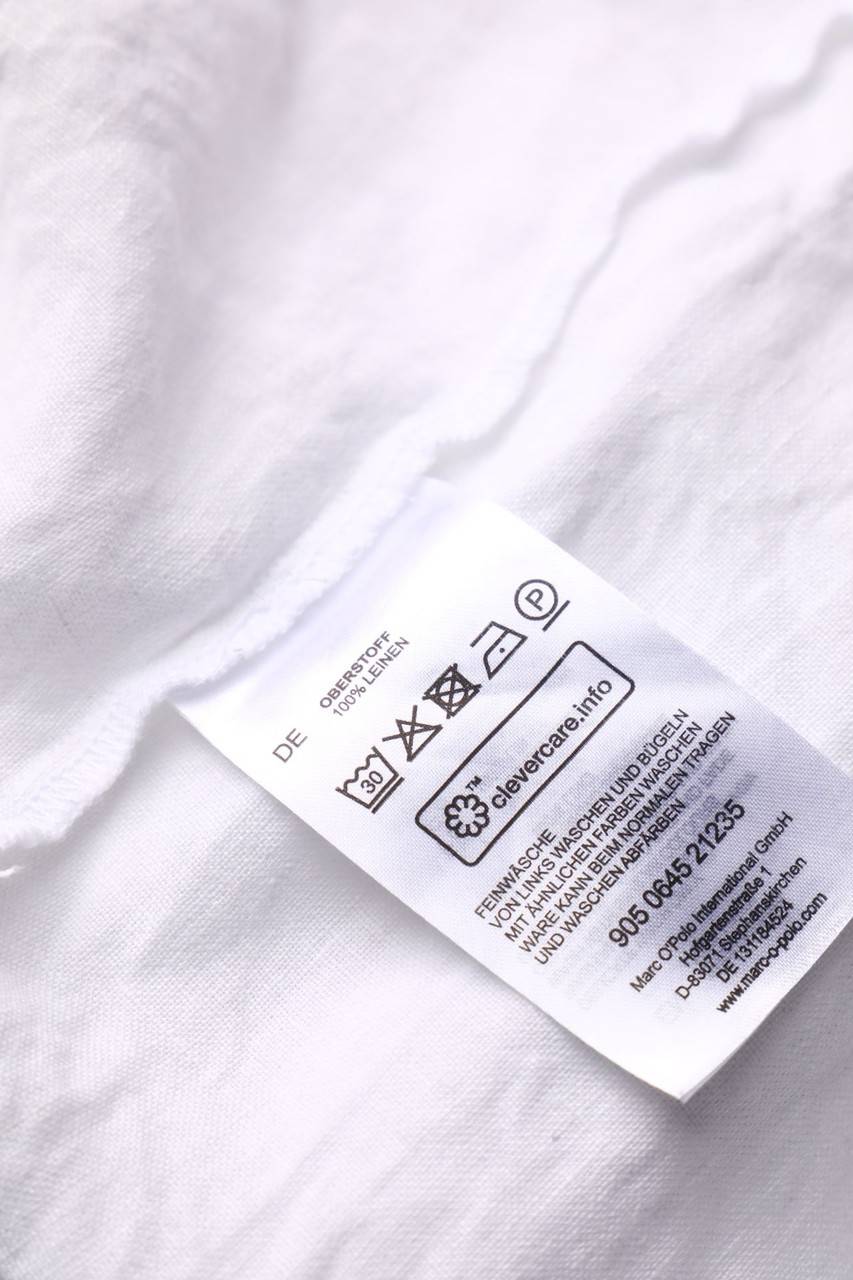 DE
OBERSTOFF
100% LEINEN
30
P
™
clevercare.info
FEINWÄSCHE
VON LINKS WASCHEN UND BÜGELN
MIT ÄHNLICHEN FARBEN WASCHEN
WARE KANN BEIM NORMALEN TRAGEN
UND WASCHEN ABFÄRBEN
905 0645 21235
Marc O'Polo International GmbH
Hofgartenstraße 1
D-83071 Stephanskirchen
DE 131184524
www.marc-o-polo.com